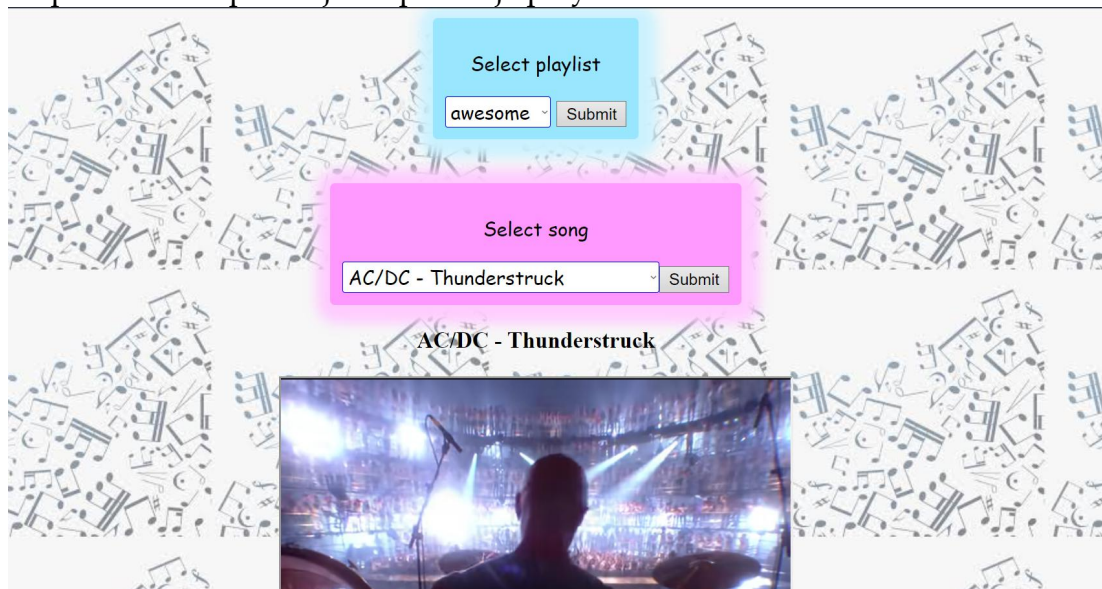 Select playlist
awesome Submit
Select song
AC/DC - Thunderstruck Submit
AC/DC - Thunderstruck